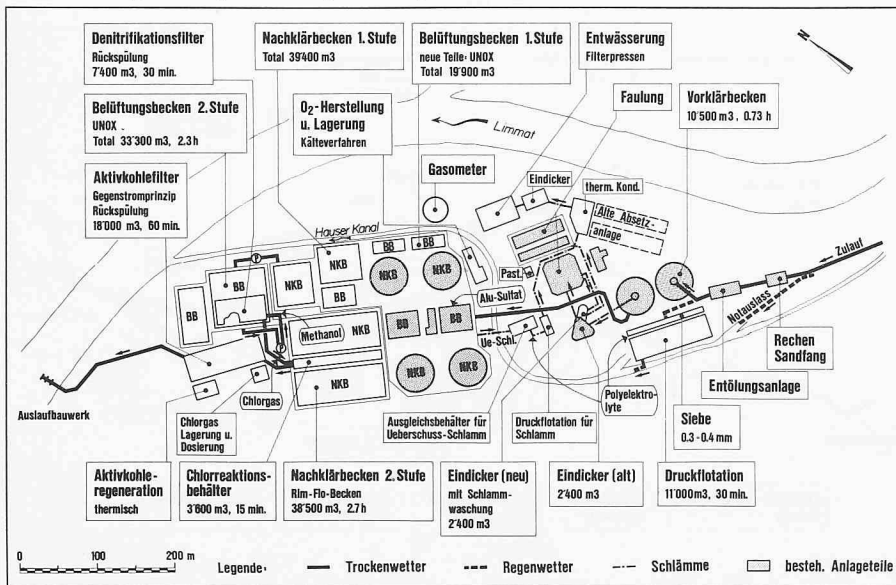 Denitrifikationsfilter
Rückspülung
7'400 m3, 30 min.
Nachklärbecken 1. Stufe
Total 39'400 m3
Belüftungsbecken 1. Stufe
neue Teile: UNOX
Total 19'900 m3
Entwässerung
Filterpressen
N
Belüftungsbecken 2. Stufe
UNOX .
Total 33'300 m3, 2.3 h
O2-Herstellung
u. Lagerung
Kälteverfahren
Limmat
Faulung
Vorklärbecken
10'500 m3, 0.73 h
Aktivkohlefilter
Gegenstromprinzip
Rückspülung
18'000 m3, 60 min.
Gasometer
Eindicker
therm. Kond.
Alte Absetz-
anlage
Hauser Kanal
BB
BB
NKB
P
NKB
NKB
Zulauf
BB
NKB
Past.
BB
BB
Alu-Sulfat
Notauslass
Methanol
NKB
BB
BB
Ue-Schl.
Rechen
Sandfang
P
Entölungsanlage
NKB
NKB
NKB
Polyelektro-
lyte
Chlorgas
Auslaufbauwerk
Chlorgas
Lagerung u.
Dosierung
Ausgleichsbehälter für
Ueberschuss-Schlamm
Druckflotation für
Schlamm
Siebe
0.3 - 0.4 mm
Aktivkohle-
regeneration
thermisch
Chlorreaktions-
behälter
3'600 m3, 15 min.
Nachklärbecken 2. Stufe
Rim-Flo-Becken
38'500 m3, 2.7 h
Eindicker (neu)
mit Schlamm-
waschung
2'400 m3
Eindicker (alt)
2'400 m3
Druckflotation
11'000 m3, 30 min.
0 100 200 m
Legende: Trockenwetter Regenwetter Schlämme besteh. Anlageteile